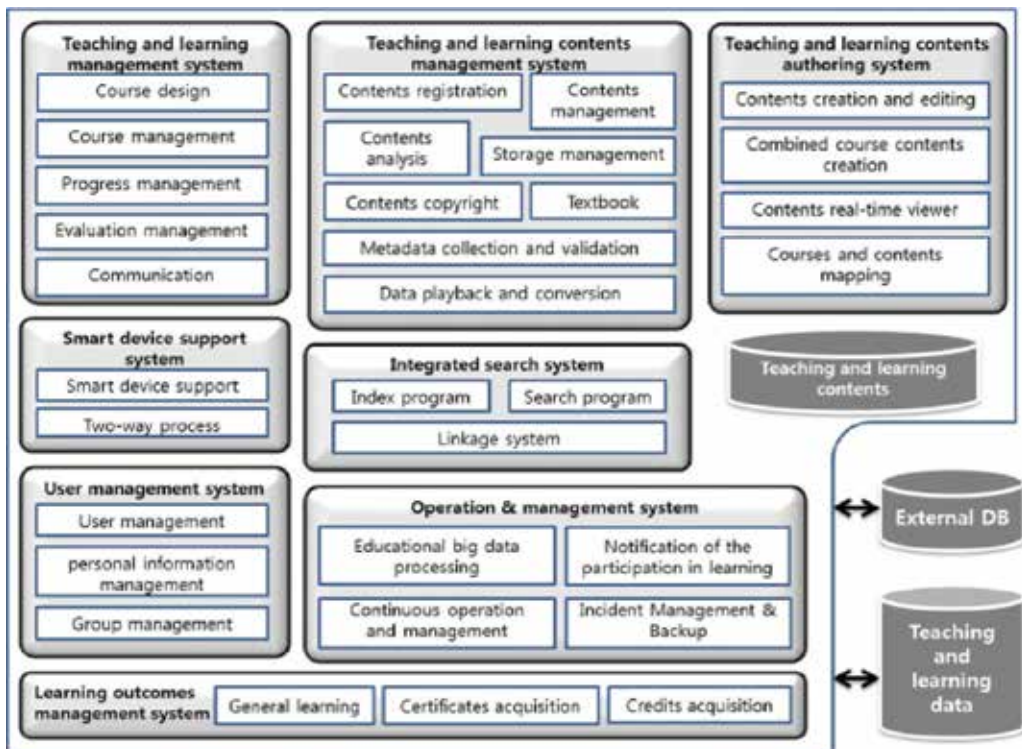 Teaching and learning
management system
Course design
Course management
Progress management
Evaluation management
Communication
Teaching and learning contents
management system
Contents registration
Contents
management
Contents
analysis
Storage management
Contents copyright
Textbook
Metadata collection and validation
Data playback and conversion
Teaching and learning contents
authoring system
Contents creation and editing
Combined course contents
creation
Contents real-time viewer
Courses and contents
mapping
Smart device support
system
Smart device support
Two-way process
Integrated search system
Index program
Search program
Linkage system
Teaching and learning
contents
User management system
User management
personal information
management
Group management
Operation & management system
Educational big data
processing
Notification of the
participation in learning
Continuous operation
and management
Incident Management &
Backup
External DB
Teaching
and
learning
data
Learning outcomes
management system
General learning
Certificates acquisition
Credits acquisition